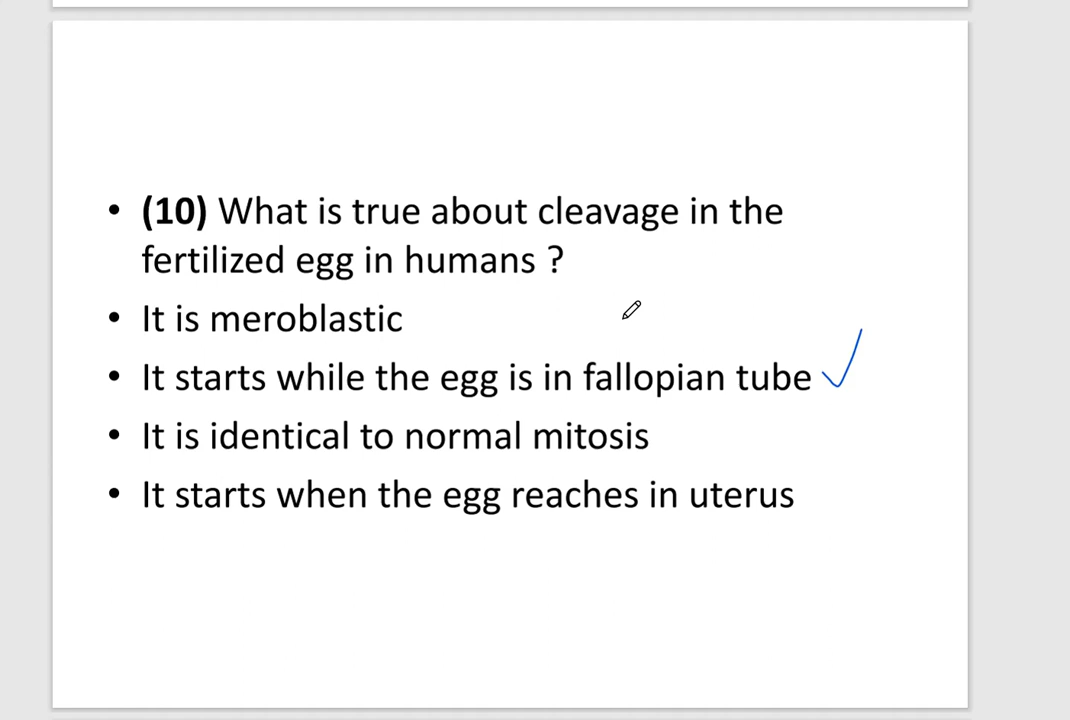 • (10) What is true about cleavage in the
fertilized egg in humans ?
• It is meroblastic
• It starts while the egg is in fallopian tube
• It is identical to normal mitosis
• It starts when the egg reaches in uterus